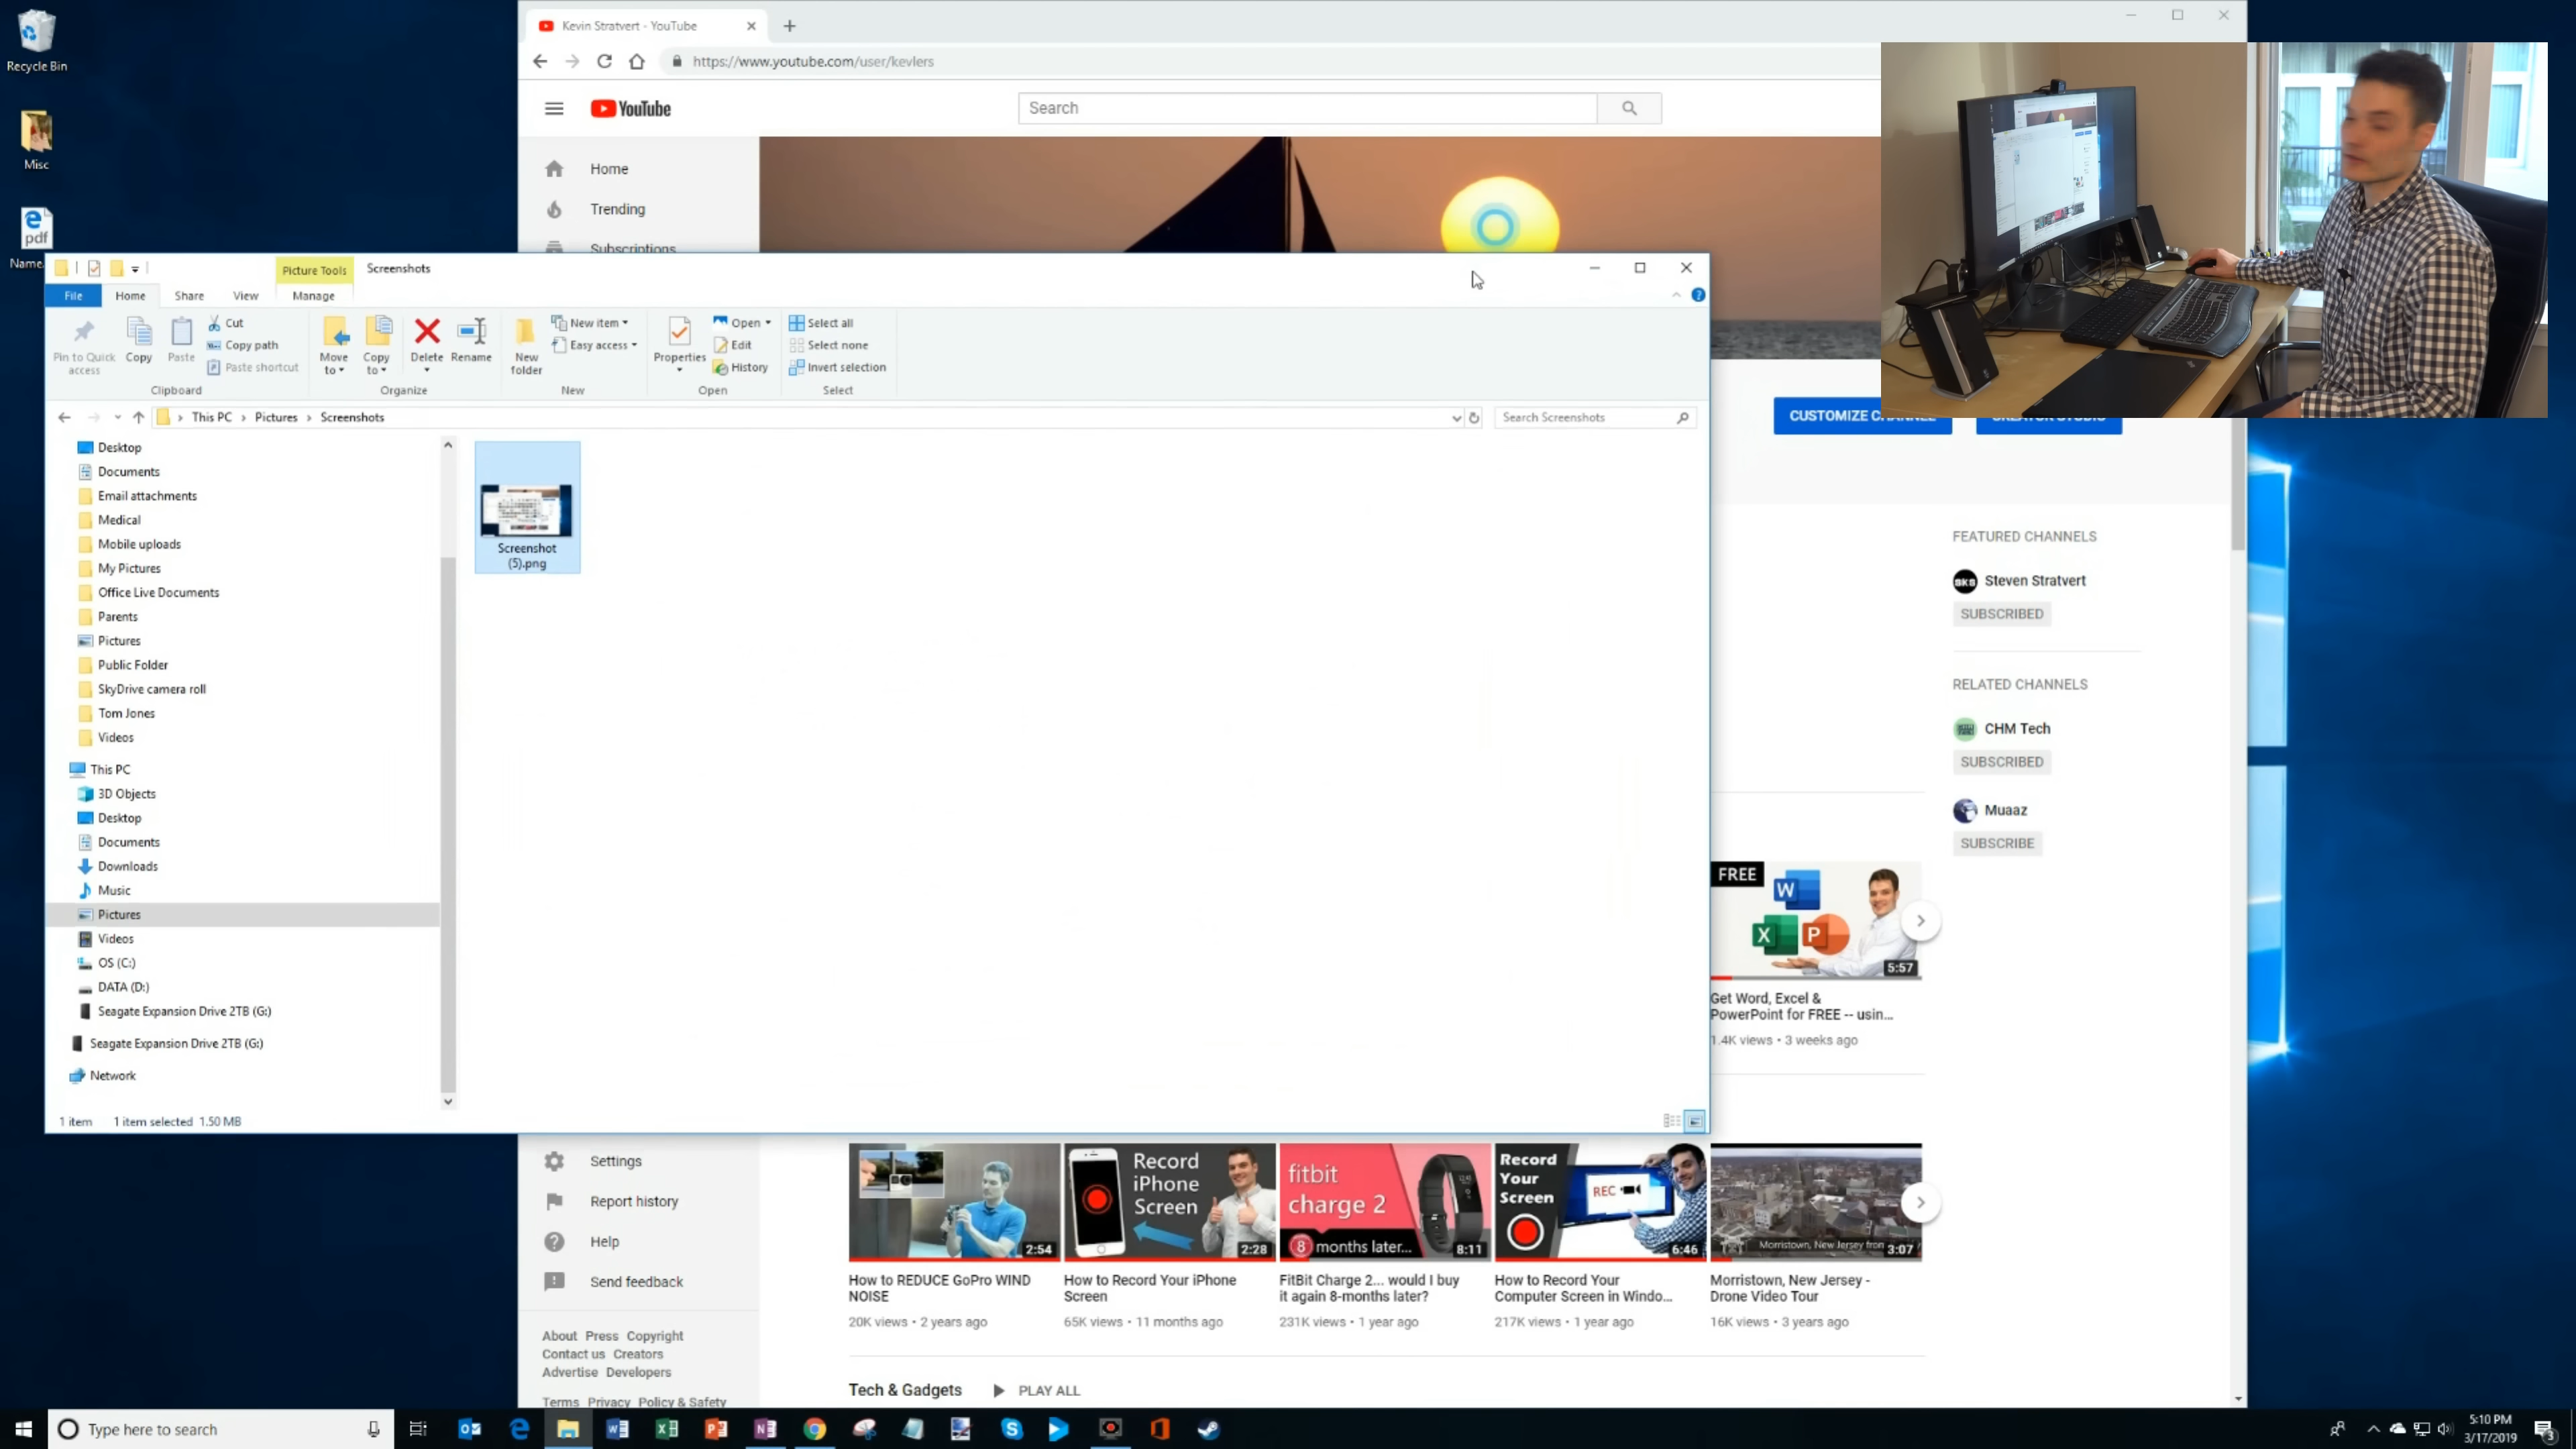 Recycle Bin
Misc
pdf
Name.
Kevin Stratvert - YouTube
https://www.youtube.com/user/kevlers
YouTube
Search
Home
Trending
Subscriptions
Picture Tools
Screenshots
File
Home
Share
View
Manage
Pin to Quick access
Copy
Paste
Cut
Copy path
Paste shortcut
Clipboard
Move to
Copy to
Delete
Rename
Organize
New folder
New item
Easy access
New
Properties
Open
Edit
History
Open
Select all
Select none
Invert selection
Select
This PC > Pictures > Screenshots
Search Screenshots
Desktop
Documents
Email attachments
Medical
Mobile uploads
My Pictures
Office Live Documents
Parents
Pictures
Public Folder
SkyDrive camera roll
Tom Jones
Videos
This PC
3D Objects
Desktop
Documents
Downloads
Music
Pictures
Videos
OS (C:)
DATA (D:)
Seagate Expansion Drive 2TB (G:)
Seagate Expansion Drive 2TB (G:)
Network
Screenshot
(5).png
1 item 1 item selected 1.50 MB
CUSTOMIZE CHANNEL
CREATOR STUDIO
FEATURED CHANNELS
SKS
Steven Stratvert
SUBSCRIBED
RELATED CHANNELS
CHM Tech
SUBSCRIBED
Muaaz
SUBSCRIBE
FREE
W
X
P
5:57
Get Word, Excel &
PowerPoint for FREE -- usin...
1.4K views • 3 weeks ago
Settings
Report history
Help
Send feedback
About Press Copyright
Contact us Creators
Advertise Developers
Terms Privacy Policy & Safety
2:54
How to REDUCE GoPro WIND
NOISE
20K views • 2 years ago
Record
iPhone
Screen
2:28
How to Record Your iPhone
Screen
65K views • 11 months ago
fitbit
charge 2
8 months later...
8:11
FitBit Charge 2... would I buy
it again 8-months later?
231K views • 1 year ago
Record
Your
Screen
REC
6:46
How to Record Your
Computer Screen in Windo...
217K views • 1 year ago
Morristown, New Jersey from
3:07
Morristown, New Jersey -
Drone Video Tour
16K views • 3 years ago
Tech & Gadgets
PLAY ALL
Type here to search
5:10 PM
3/17/2019
3